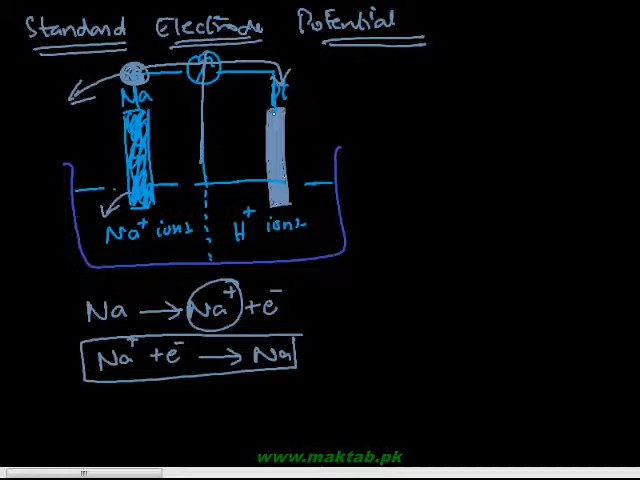 Standard Electrode Potential
Na Pt
Na⁺ ions H⁺ ions
Na → Na⁺ + e⁻
Na⁺ + e⁻ → Na
www.maktab.pk